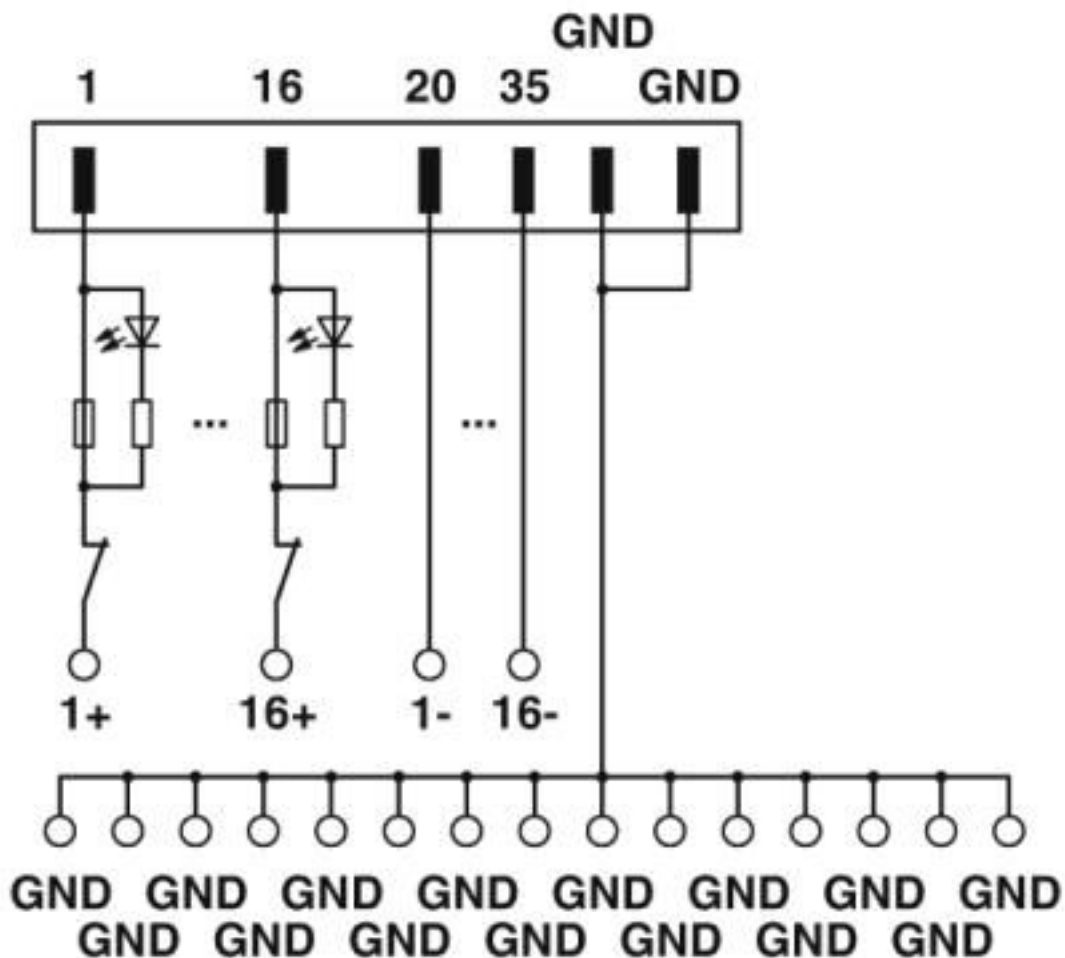 GND
1 16 20 35 GND
... ...
1+ 16+ 1- 16-
GND GND GND GND GND GND GND GND
GND GND GND GND GND GND GND